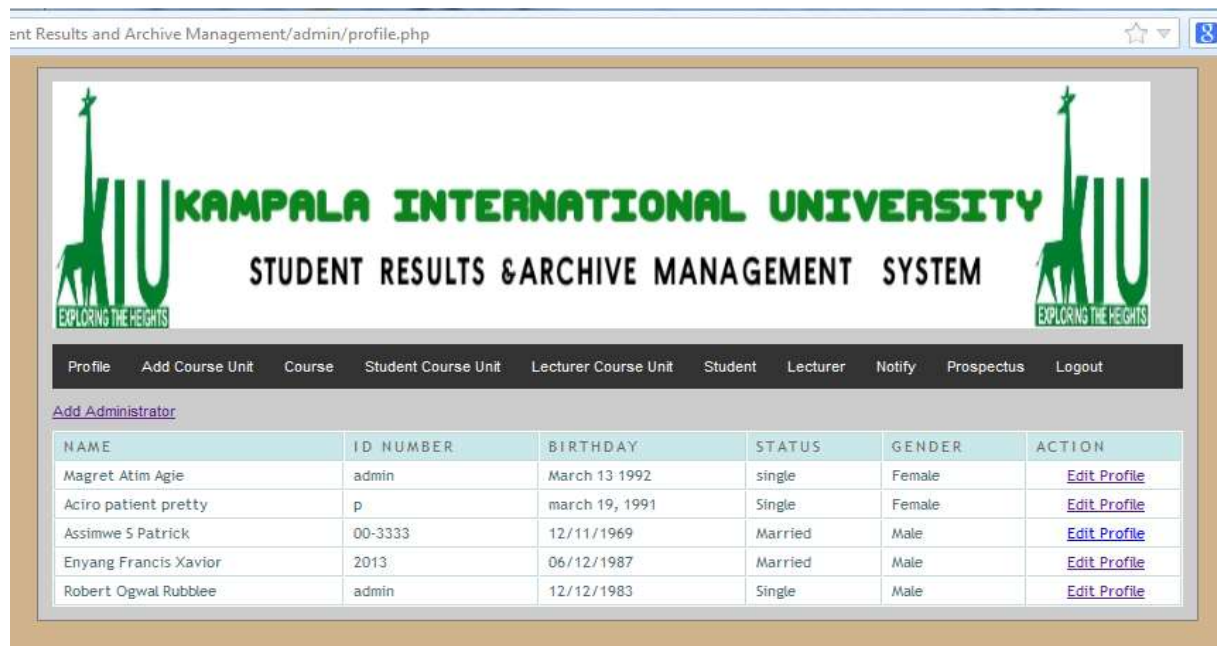 ent Results and Archive Management/admin/profile.php
8
KIU KAMPALA INTERNATIONAL UNIVERSITY KIU
STUDENT RESULTS &ARCHIVE MANAGEMENT SYSTEM
EXPLORING THE HEIGHTS EXPLORING THE HEIGHTS
Profile Add Course Unit Course Student Course Unit Lecturer Course Unit Student Lecturer Notify Prospectus Logout
Add Administrator
NAME ID NUMBER BIRTHDAY STATUS GENDER ACTION
Magret Atim Agie admin March 13 1992 single Female Edit Profile
Aciro patient pretty p march 19, 1991 Single Female Edit Profile
Assimwe S Patrick 00-3333 12/11/1969 Married Male Edit Profile
Enyang Francis Xavior 2013 06/12/1987 Married Male Edit Profile
Robert Ogwal Rubblee admin 12/12/1983 Single Male Edit Profile